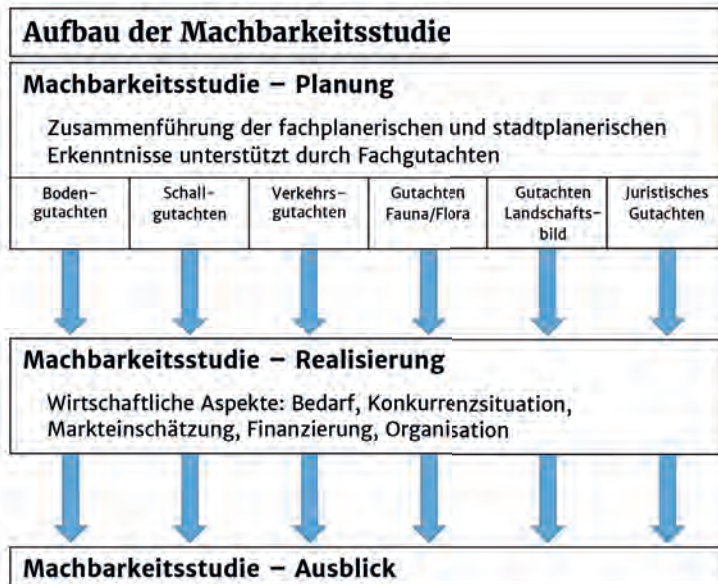 Aufbau der Machbarkeitsstudie
Machbarkeitsstudie – Planung
Zusammenführung der fachplanerischen und stadtplanerischen
Erkenntnisse unterstützt durch Fachgutachten
Boden-
gutachten
Schall-
gutachten
Verkehrs-
gutachten
Gutachten
Fauna/Flora
Gutachten
Landschafts-
bild
Juristisches
Gutachten
Machbarkeitsstudie – Realisierung
Wirtschaftliche Aspekte: Bedarf, Konkurrenzsituation,
Markteinschätzung, Finanzierung, Organisation
Machbarkeitsstudie – Ausblick